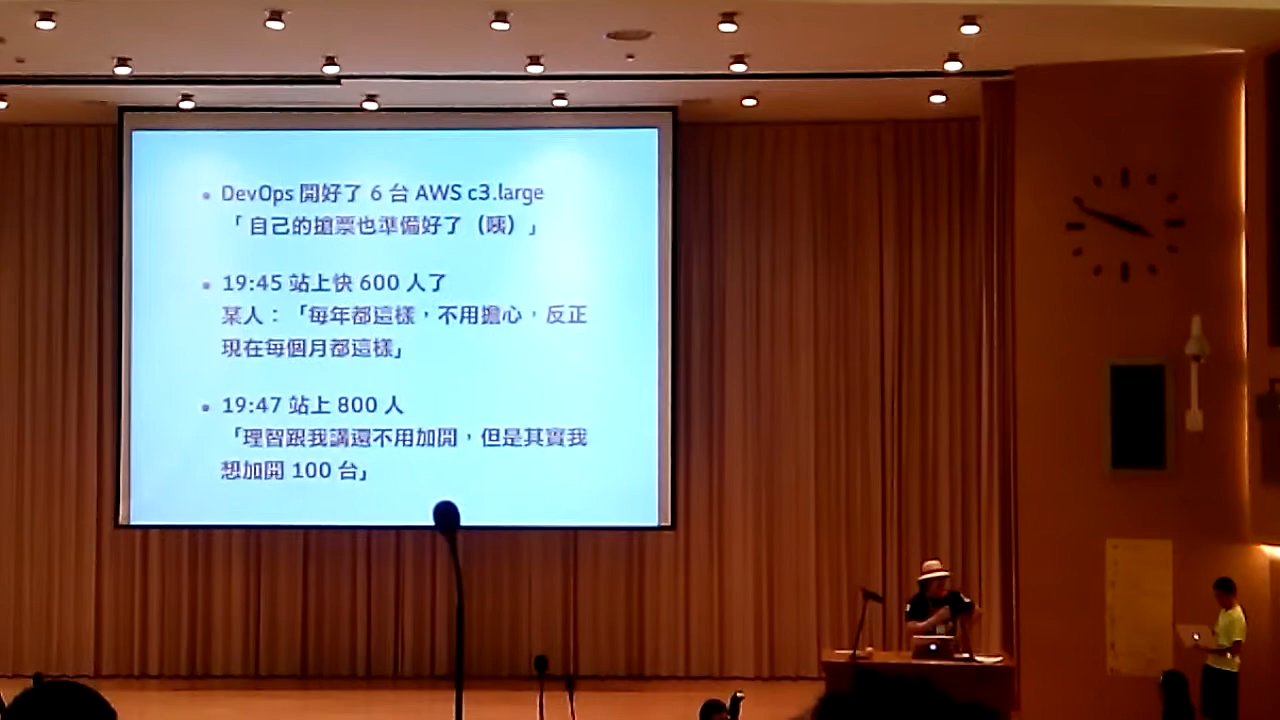 DevOps 開好了 6 台 AWS c3.large
「自己的搶票也準備好了（咦）」
19:45 站上快 600 人了
某人：「每年都這樣，不用擔心，反正
現在每個月都這樣」
19:47 站上 800 人
「理智跟我講還不用加開，但是其實我
想加開 100 台」